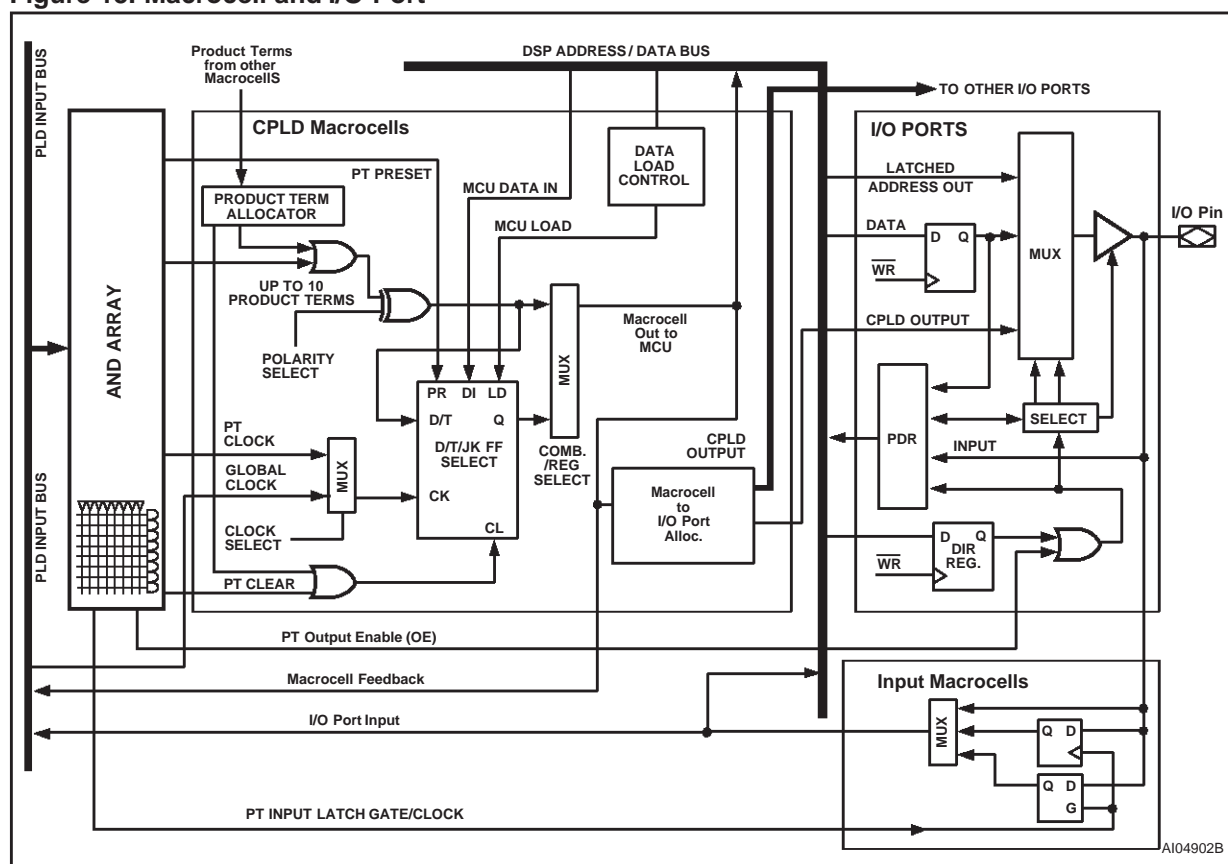 Figure 16. Macrocell and I/O Port
Product Terms
from other
MacrocellS
DSP ADDRESS / DATA BUS
TO OTHER I/O PORTS
PLD INPUT BUS
PLD INPUT BUS
AND ARRAY
CPLD Macrocells
PT PRESET
PRODUCT TERM
ALLOCATOR
MCU DATA IN
MCU LOAD
DATA
LOAD
CONTROL
UP TO 10
PRODUCT TERMS
POLARITY
SELECT
PT
CLOCK
GLOBAL
CLOCK
CLOCK
SELECT
MUX
PR DI LD
D/T Q
D/T/JK FF
SELECT
CK
CL
MUX
COMB.
/REG
SELECT
Macrocell
Out to
MCU
CPLD
OUTPUT
Macrocell
to
I/O Port
Alloc.
PT CLEAR
PT Output Enable (OE)
Macrocell Feedback
I/O Port Input
PT INPUT LATCH GATE/CLOCK
I/O PORTS
LATCHED
ADDRESS OUT
DATA
D Q
WR
MUX
I/O Pin
CPLD OUTPUT
PDR
SELECT
INPUT
D Q
DIR
REG.
WR
Input Macrocells
MUX
Q D
Q D
G
AI04902B